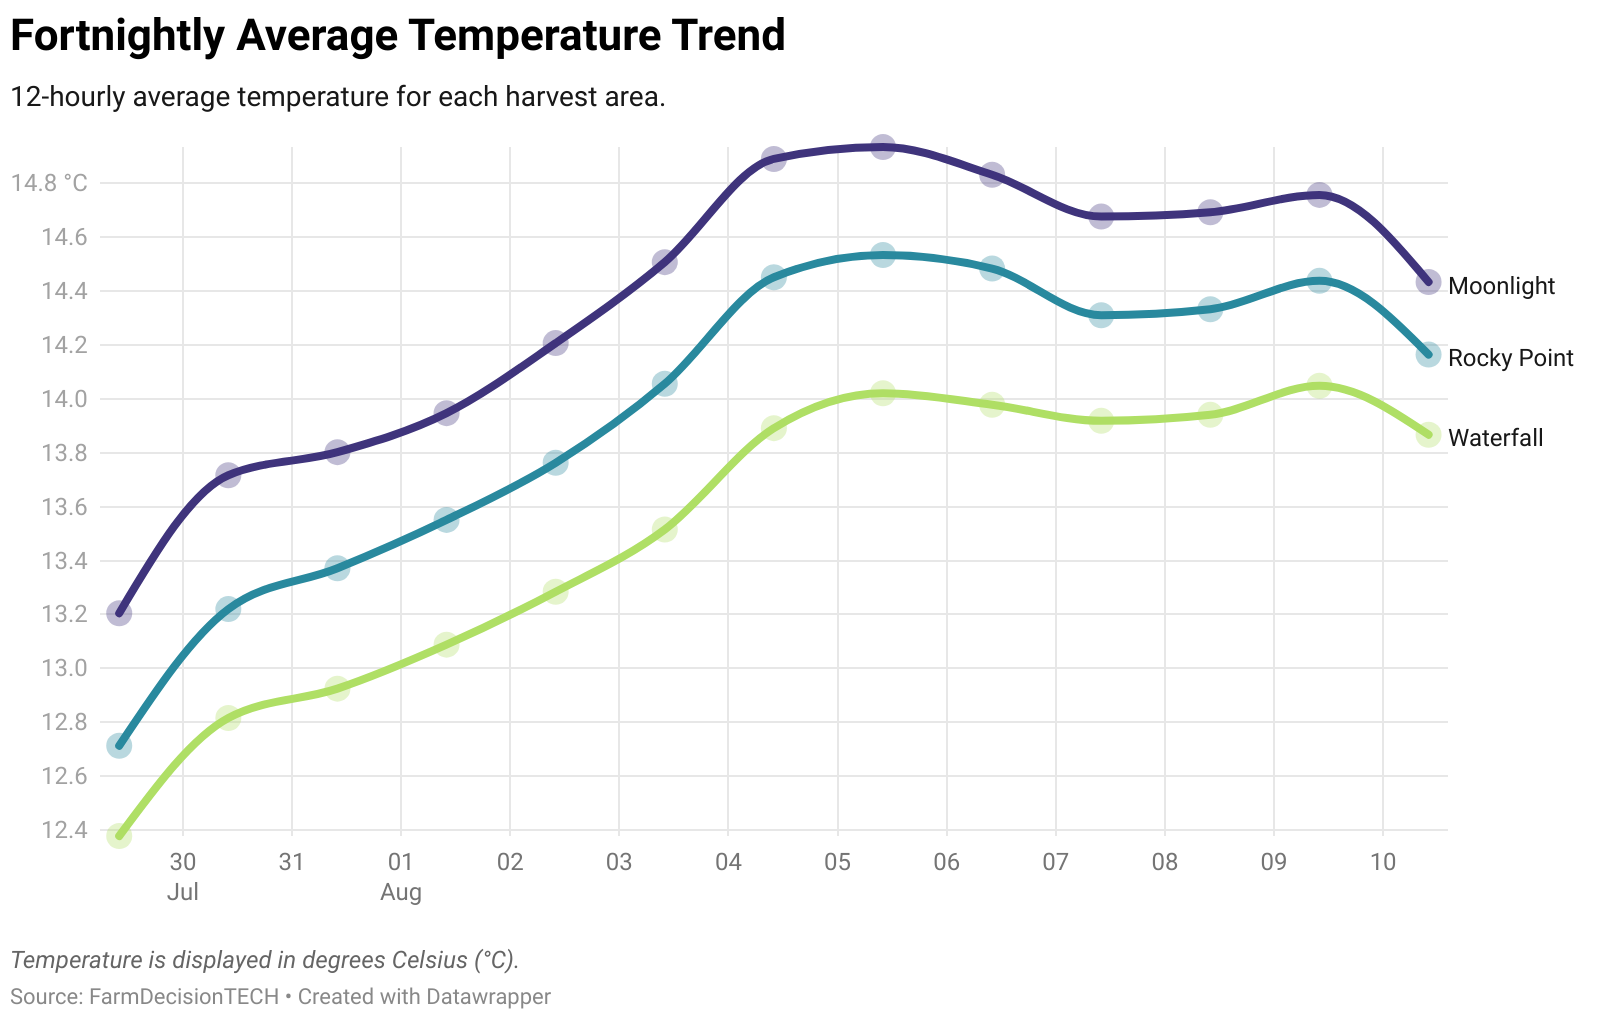 Fortnightly Average Temperature Trend
12-hourly average temperature for each harvest area.
14.8 °C
14.6
14.4
14.2
14.0
13.8
13.6
13.4
13.2
13.0
12.8
12.6
12.4
Moonlight
Rocky Point
Waterfall
30 31 01 02 03 04 05 06 07 08 09 10
Jul Aug
Temperature is displayed in degrees Celsius (°C).
Source: FarmDecisionTECH • Created with Datawrapper